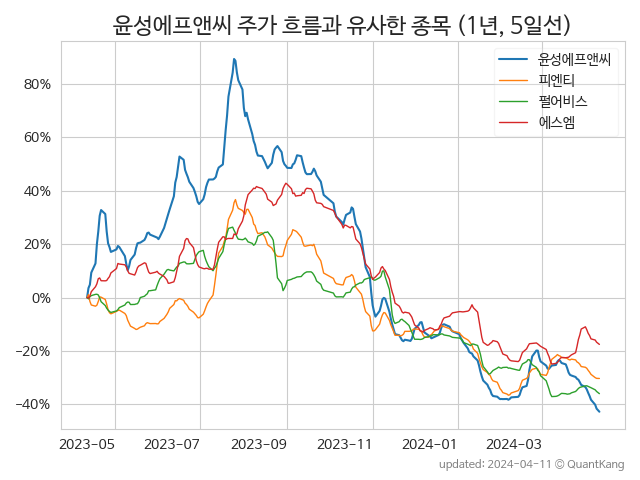 윤성에프앤씨 주가 흐름과 유사한 종목 (1년, 5일선)
윤성에프앤씨
피엔티
펄어비스
에스엠
80%
60%
40%
20%
0%
−20%
−40%
2023-05 2023-07 2023-09 2023-11 2024-01 2024-03
updated: 2024-04-11 © QuantKang